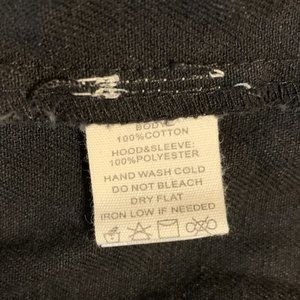 BODY:
100%COTTON
HOOD&SLEEVE:
100%POLYESTER
HAND WASH COLD
DO NOT BLEACH
DRY FLAT
IRON LOW IF NEEDED